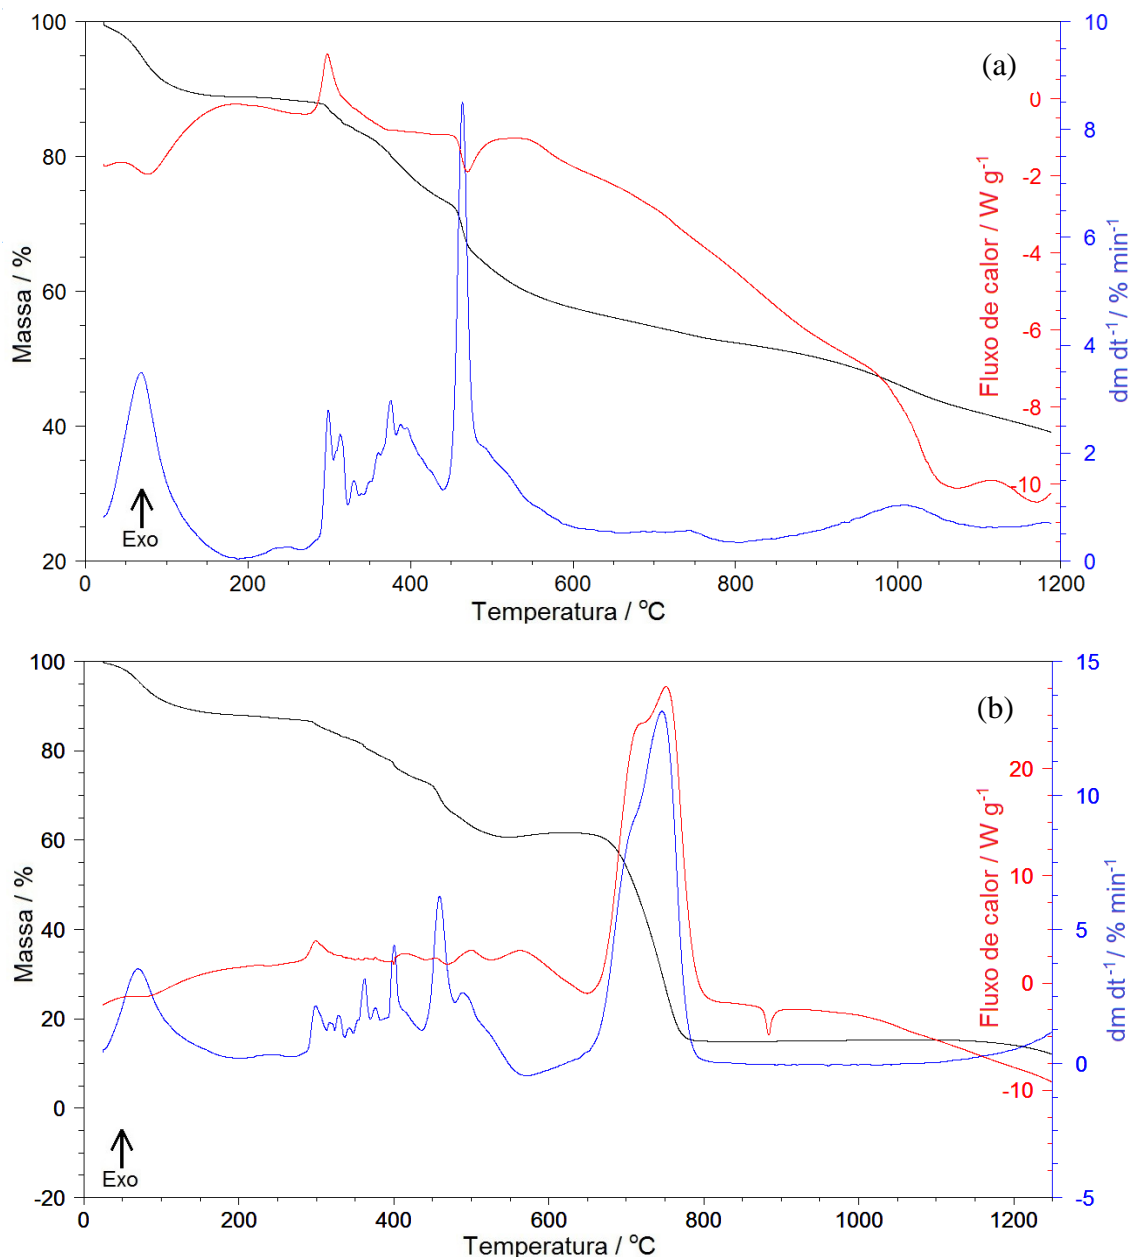 (a)
100
80
60
40
20
Massa / %
0
-2
-4
-6
-8
-10
Fluxo de calor / W g-1
10
8
6
4
2
0
dm dt-1 / % min-1
Exo
0 200 400 600 800 1000 1200
Temperatura / oC
(b)
100
80
60
40
20
0
-20
Massa / %
20
10
0
-10
Fluxo de calor / W g-1
15
10
5
0
-5
dm dt-1 / % min-1
Exo
0 200 400 600 800 1000 1200
Temperatura / oC